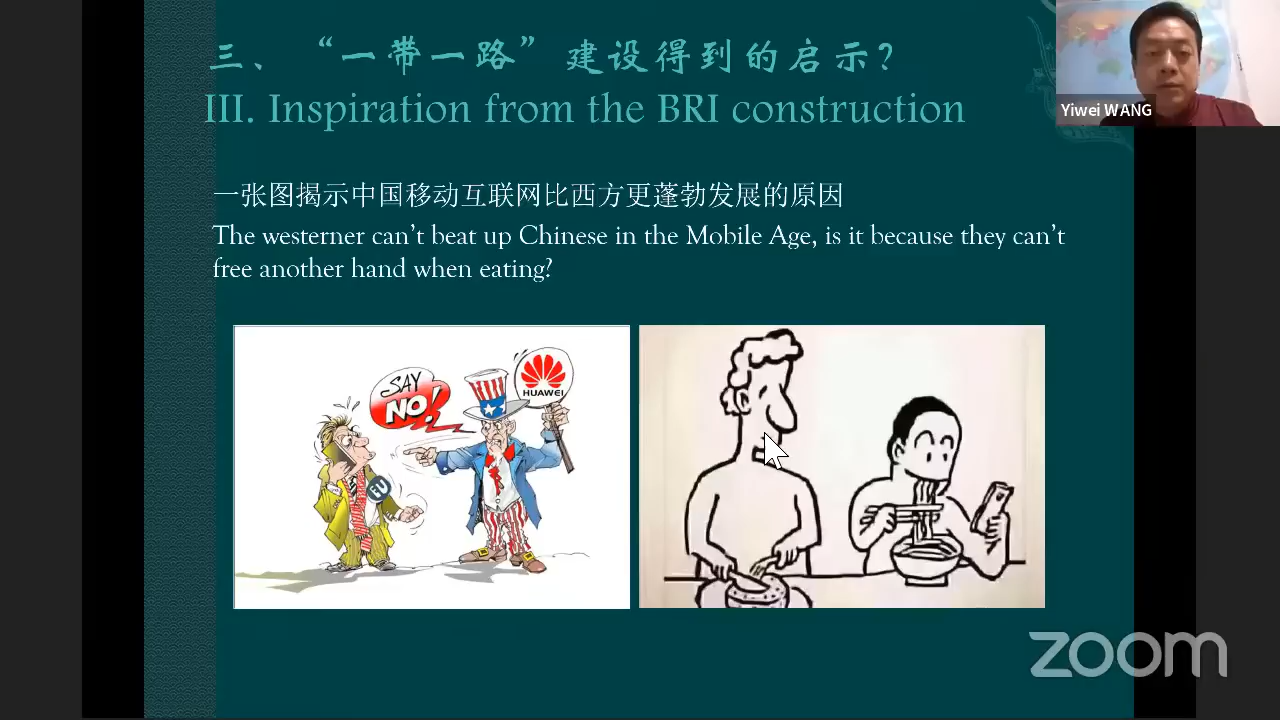 三、“一带一路”建设得到的启示?
III. Inspiration from the BRI construction
Yiwei WANG
一张图揭示中国移动互联网比西方更蓬勃发展的原因
The westerner can’t beat up Chinese in the Mobile Age, is it because they can’t
free another hand when eating?
SAY
NO!
HUAWEI
EU
zoom